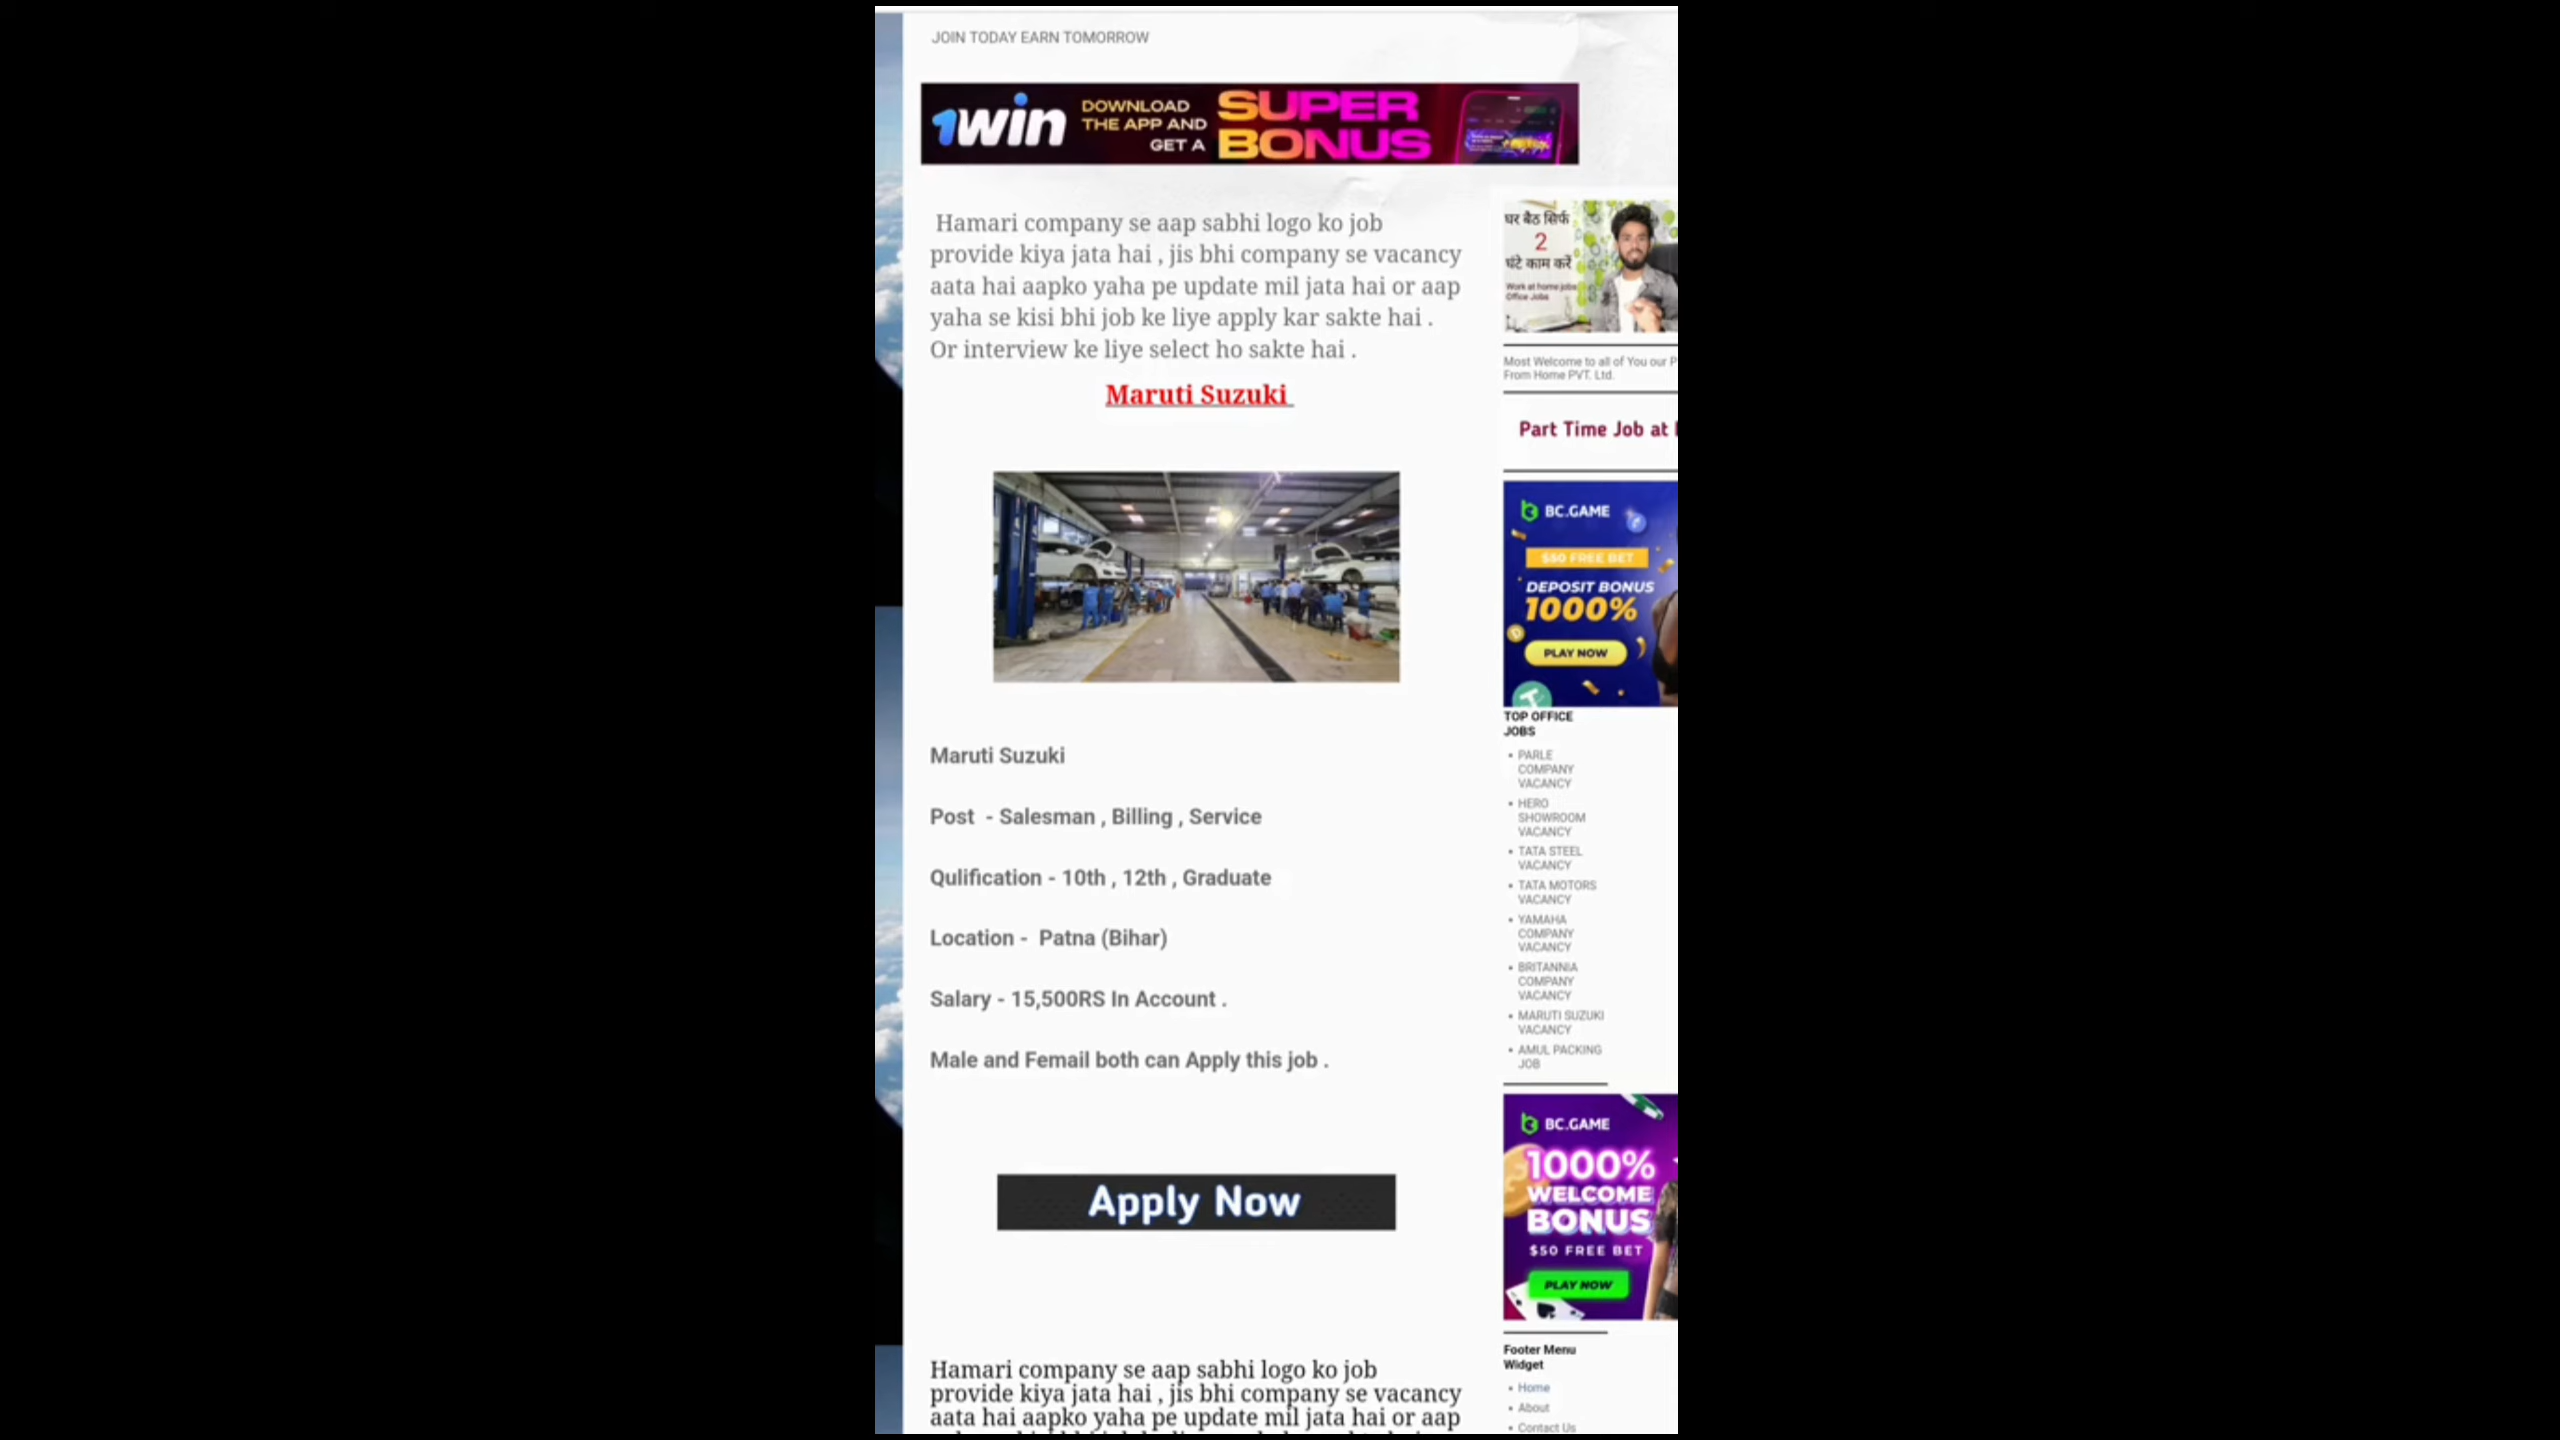 JOIN TODAY EARN TOMORROW
1win
DOWNLOAD
THE APP AND
GET A
SUPER
BONUS
Hamari company se aap sabhi logo ko job
provide kiya jata hai , jis bhi company se vacancy
aata hai aapko yaha pe update mil jata hai or aap
yaha se kisi bhi job ke liye apply kar sakte hai .
Or interview ke liye select ho sakte hai .
Maruti Suzuki
Maruti Suzuki
Post - Salesman , Billing , Service
Qulification - 10th , 12th , Graduate
Location - Patna (Bihar)
Salary - 15,500RS In Account .
Male and Femail both can Apply this job .
Apply Now
Hamari company se aap sabhi logo ko job
provide kiya jata hai , jis bhi company se vacancy
aata hai aapko yaha pe update mil jata hai or aap
घर बैठ सिर्फ
2
घंटे काम करें
Work at home jobs
Office Jobs
Most Welcome to all of You our P
From Home PVT. Ltd.
Part Time Job at
BC.GAME
$50 FREE BET
DEPOSIT BONUS
1000%
PLAY NOW
TOP OFFICE
JOBS
PARLE
COMPANY
VACANCY
HERO
SHOWROOM
VACANCY
TATA STEEL
VACANCY
TATA MOTORS
VACANCY
YAMAHA
COMPANY
VACANCY
BRITANNIA
COMPANY
VACANCY
MARUTI SUZUKI
VACANCY
AMUL PACKING
JOB
BC.GAME
1000%
WELCOME
BONUS
$50 FREE BET
PLAY NOW
Footer Menu
Widget
Home
About
Contact Us